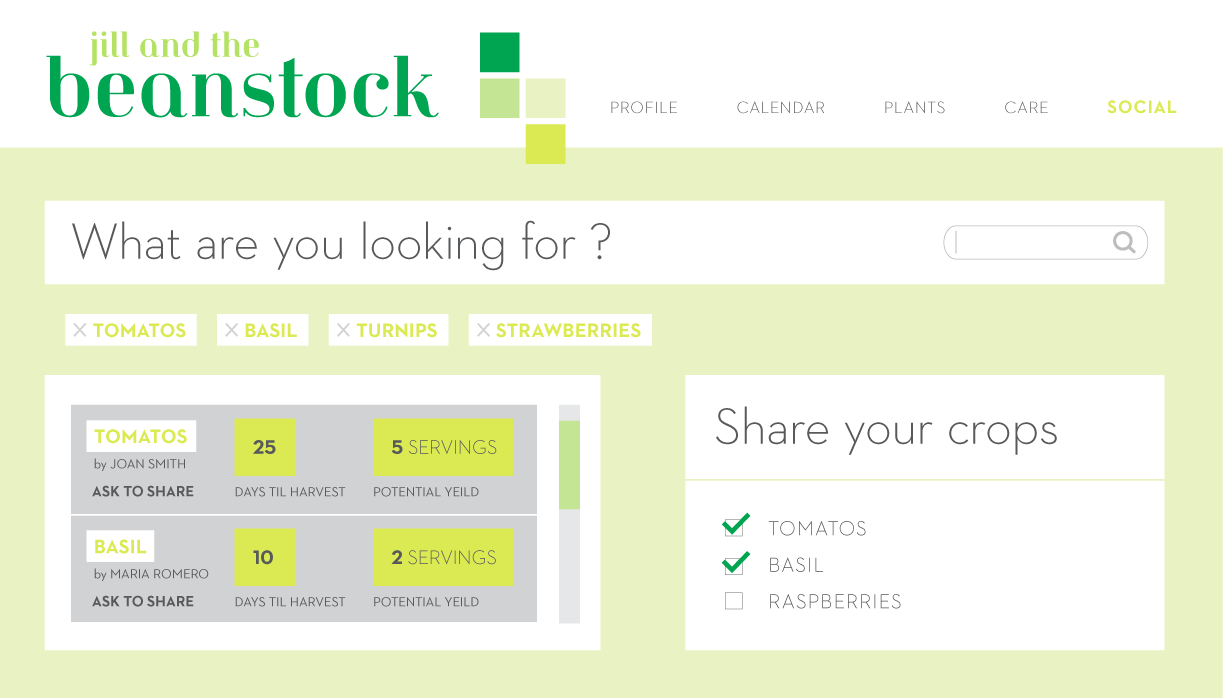 jill and the
beanstock
PROFILE CALENDAR PLANTS CARE SOCIAL
What are you looking for ?
TOMATOS BASIL TURNIPS STRAWBERRIES
TOMATOS
by JOAN SMITH
ASK TO SHARE
25
DAYS TIL HARVEST
5 SERVINGS
POTENTIAL YEILD
BASIL
by MARIA ROMERO
ASK TO SHARE
10
DAYS TIL HARVEST
2 SERVINGS
POTENTIAL YEILD
Share your crops
TOMATOS
BASIL
RASPBERRIES